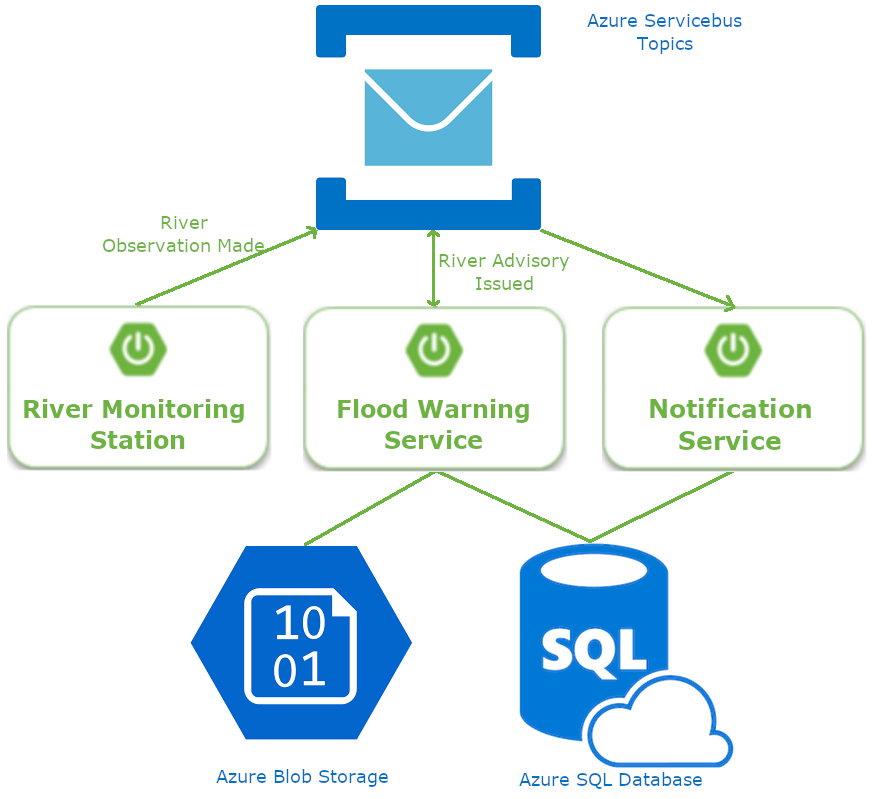 Azure Servicebus
Topics
River
Observation Made
River Advisory
Issued
River Monitoring
Station
Flood Warning
Service
Notification
Service
10
01
SQL
Azure Blob Storage
Azure SQL Database